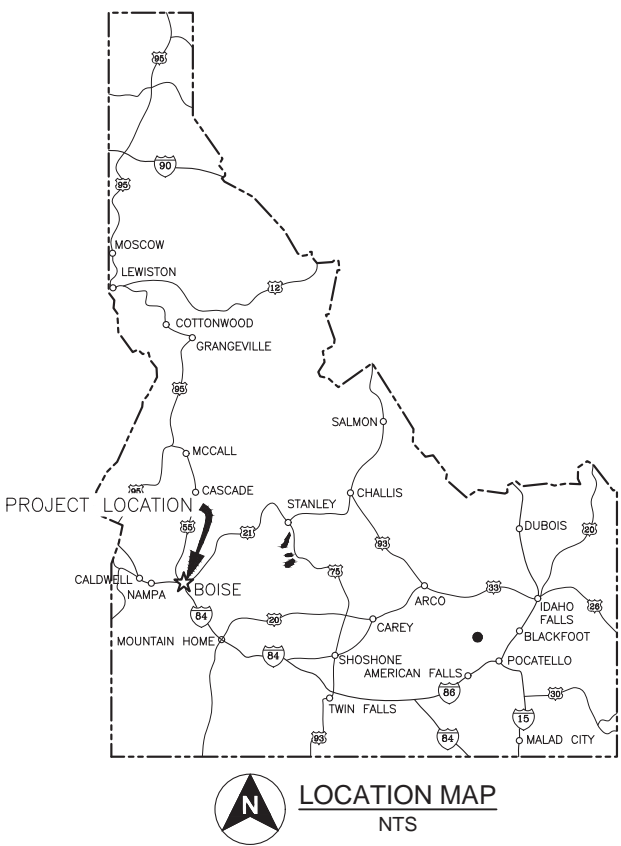 95
90
95
MOSCOW
LEWISTON
12
COTTONWOOD
GRANGEVILLE
95
SALMON
MCCALL
95
CASCADE
CHALLIS
PROJECT LOCATION
STANLEY
55
21
DUBOIS
20
93
75
CALDWELL
NAMPA
BOISE
33
ARCO
IDAHO
FALLS
26
84
20
CAREY
BLACKFOOT
MOUNTAIN HOME
84
SHOSHONE
POCATELLO
AMERICAN FALLS
86
30
TWIN FALLS
15
93
84
MALAD CITY
N
LOCATION MAP
NTS